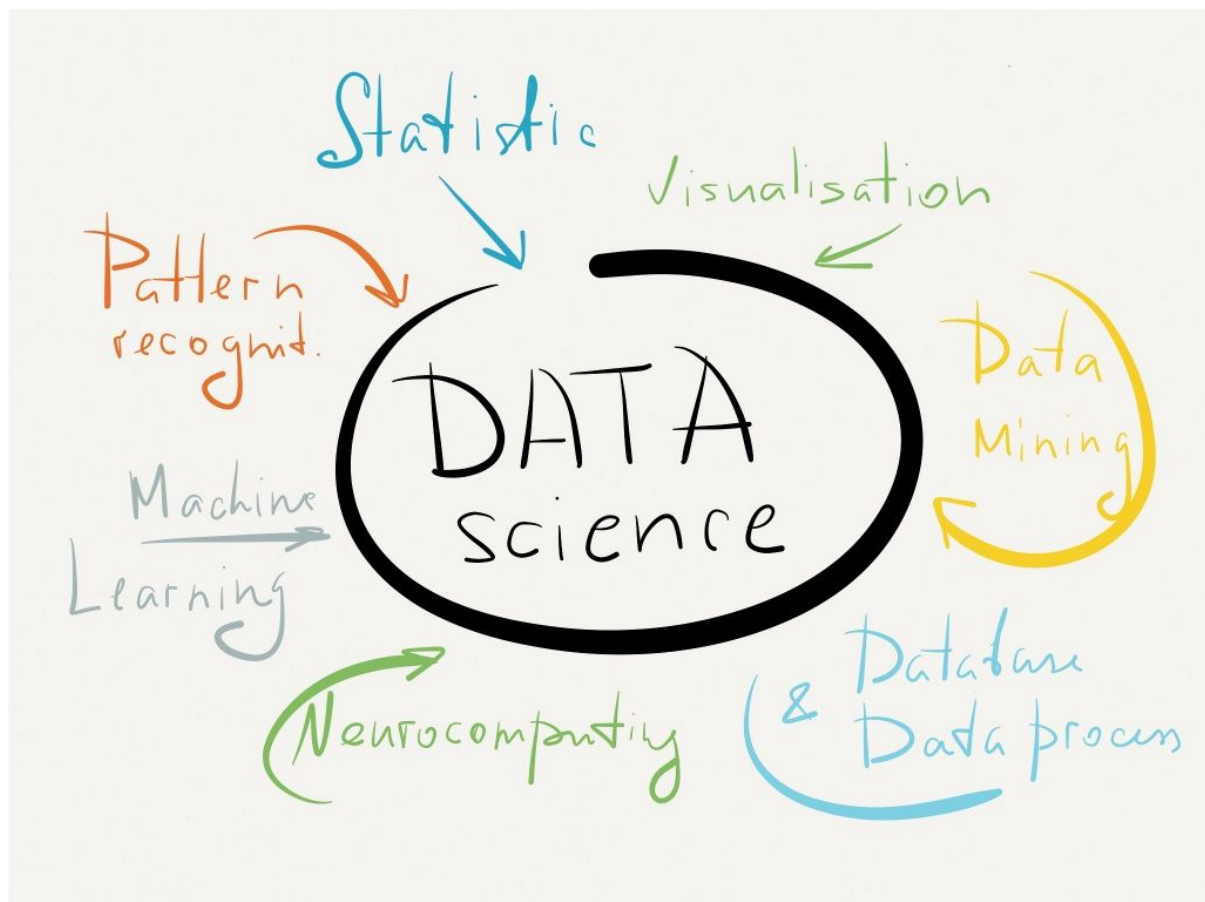 Statistic
Visualisation
Pattern
recognit.
DATA
science
Data
Mining
Machine
Learning
Neurocomputing
& Database
Data process